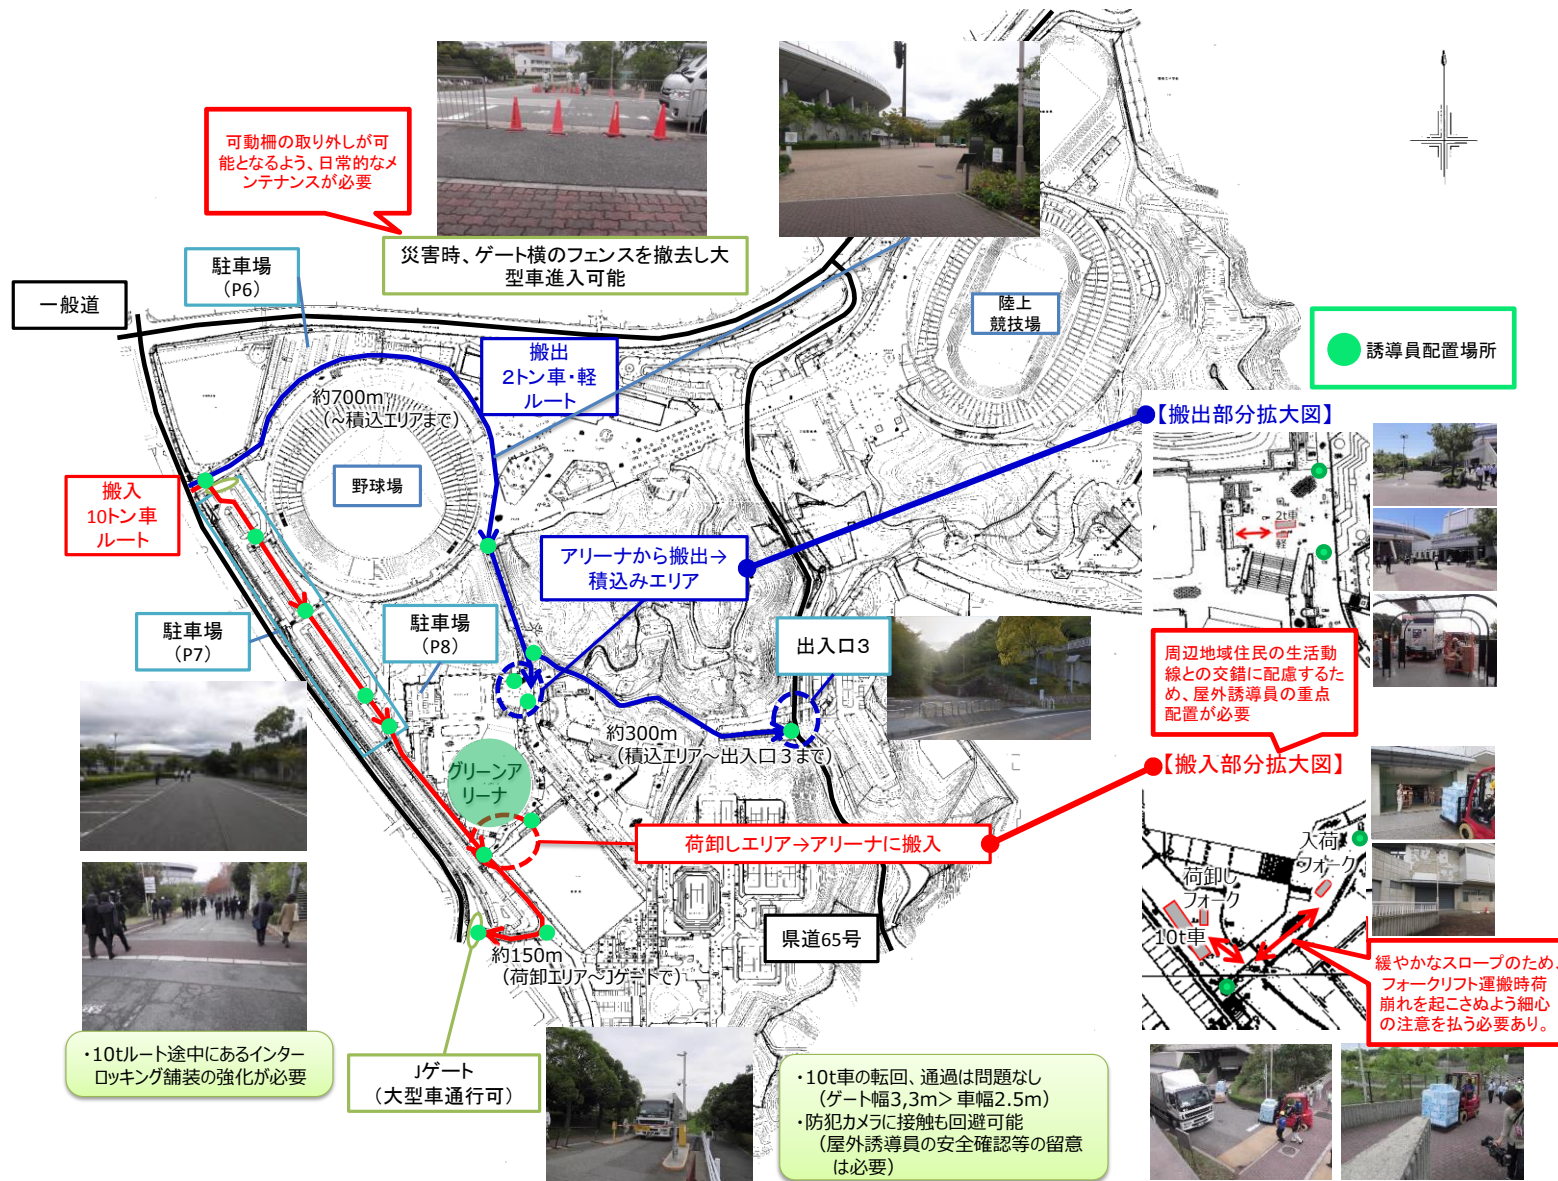 可動柵の取り外しが可
能となるよう、日常的なメ
ンテナンスが必要
災害時、ゲート横のフェンスを撤去し大
型車進入可能
駐車場
（P6）
一般道
陸上
競技場
誘導員配置場所
搬出
2トン車・軽
ルート
約700m
（～積込エリアまで）
野球場
搬入
10トン車
ルート
【搬出部分拡大図】
2t車
軽
アリーナから搬出→
積込みエリア
駐車場
（P7）
駐車場
（P8）
出入口３
周辺地域住民の生活動
線との交錯に配慮するた
め、屋外誘導員の重点
配置が必要
約300m
（積込エリア～出入口３まで）
グリーンア
リーナ
【搬入部分拡大図】
荷卸しエリア→アリーナに搬入
入荷
フォーク
荷卸し
フォーク
10t車
県道65号
約150m
（荷卸エリア～Jゲートで）
緩やかなスロープのため、
フォークリフト運搬時荷
崩れを起こさぬよう細心
の注意を払う必要あり。
・10tルート途中にあるインター
ロッキング舗装の強化が必要
Jゲート
（大型車通行可）
・10t車の転回、通過は問題なし
（ゲート幅3,3m＞車幅2.5m）
・防犯カメラに接触も回避可能
（屋外誘導員の安全確認等の留意
は必要）